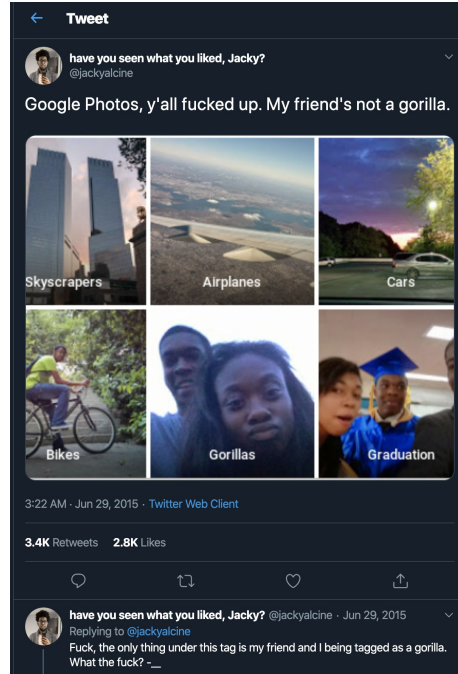 Tweet
have you seen what you liked, Jacky?
@jackyalcine
Google Photos, y'all fucked up. My friend's not a gorilla.
Skyscrapers
Airplanes
Cars
Bikes
Gorillas
Graduation
3:22 AM · Jun 29, 2015 · Twitter Web Client
3.4K Retweets 2.8K Likes
have you seen what you liked, Jacky? @jackyalcine · Jun 29, 2015
Replying to @jackyalcine
Fuck, the only thing under this tag is my friend and I being tagged as a gorilla.
What the fuck? -__